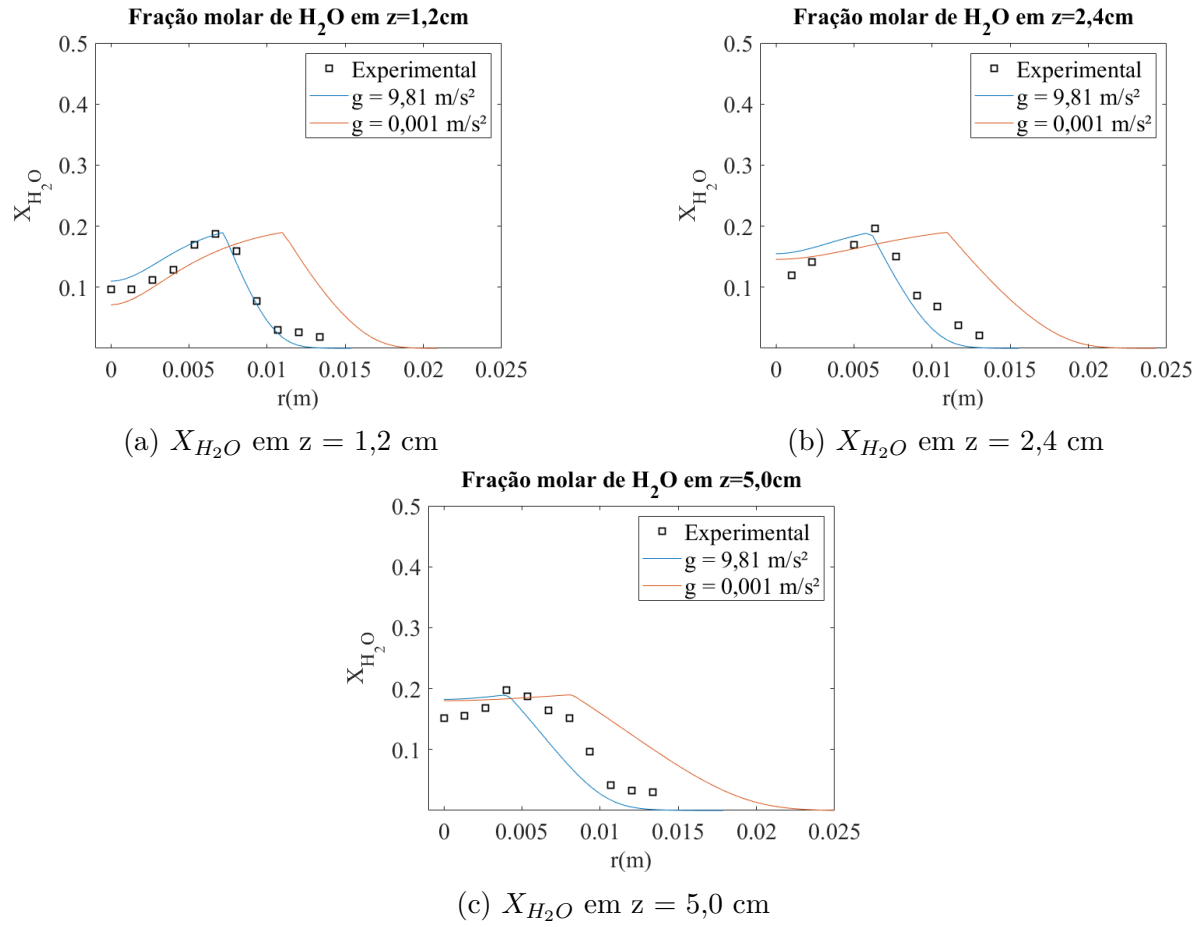 Fração molar de H₂O em z=1,2cm
0.5
0.4
0.3
0.2
0.1
X_H₂O
0 0.005 0.01 0.015 0.02 0.025
r(m)
Experimental
g = 9,81 m/s²
g = 0,001 m/s²
(a) X_H₂O em z = 1,2 cm
Fração molar de H₂O em z=2,4cm
0.5
0.4
0.3
0.2
0.1
X_H₂O
0 0.005 0.01 0.015 0.02 0.025
r(m)
Experimental
g = 9,81 m/s²
g = 0,001 m/s²
(b) X_H₂O em z = 2,4 cm
Fração molar de H₂O em z=5,0cm
0.5
0.4
0.3
0.2
0.1
X_H₂O
0 0.005 0.01 0.015 0.02 0.025
r(m)
Experimental
g = 9,81 m/s²
g = 0,001 m/s²
(c) X_H₂O em z = 5,0 cm